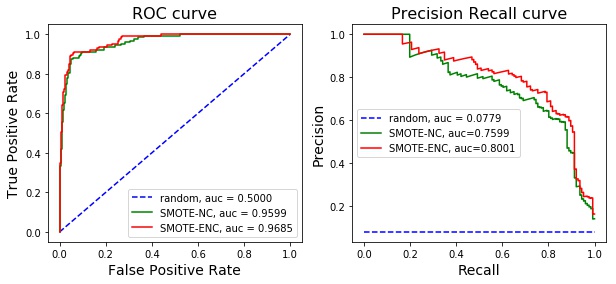 ROC curve
True Positive Rate
1.0
0.8
0.6
0.4
0.2
0.0
random, auc = 0.5000
SMOTE-NC, auc = 0.9599
SMOTE-ENC, auc = 0.9685
0.0 0.2 0.4 0.6 0.8 1.0
False Positive Rate
Precision Recall curve
Precision
1.0
0.8
0.6
0.4
0.2
random, auc = 0.0779
SMOTE-NC, auc=0.7599
SMOTE-ENC, auc=0.8001
0.0 0.2 0.4 0.6 0.8 1.0
Recall